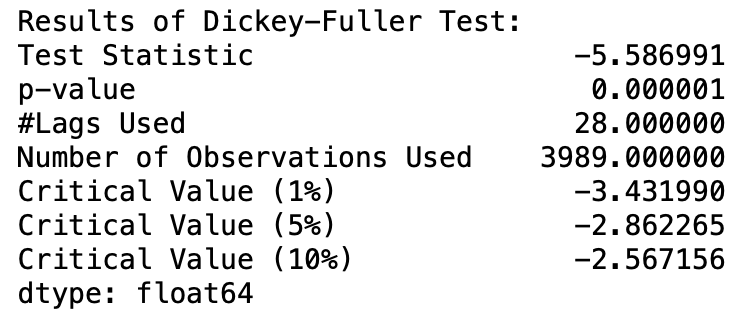 Results of Dickey-Fuller Test:
Test Statistic -5.586991
p-value 0.000001
#Lags Used 28.000000
Number of Observations Used 3989.000000
Critical Value (1%) -3.431990
Critical Value (5%) -2.862265
Critical Value (10%) -2.567156
dtype: float64